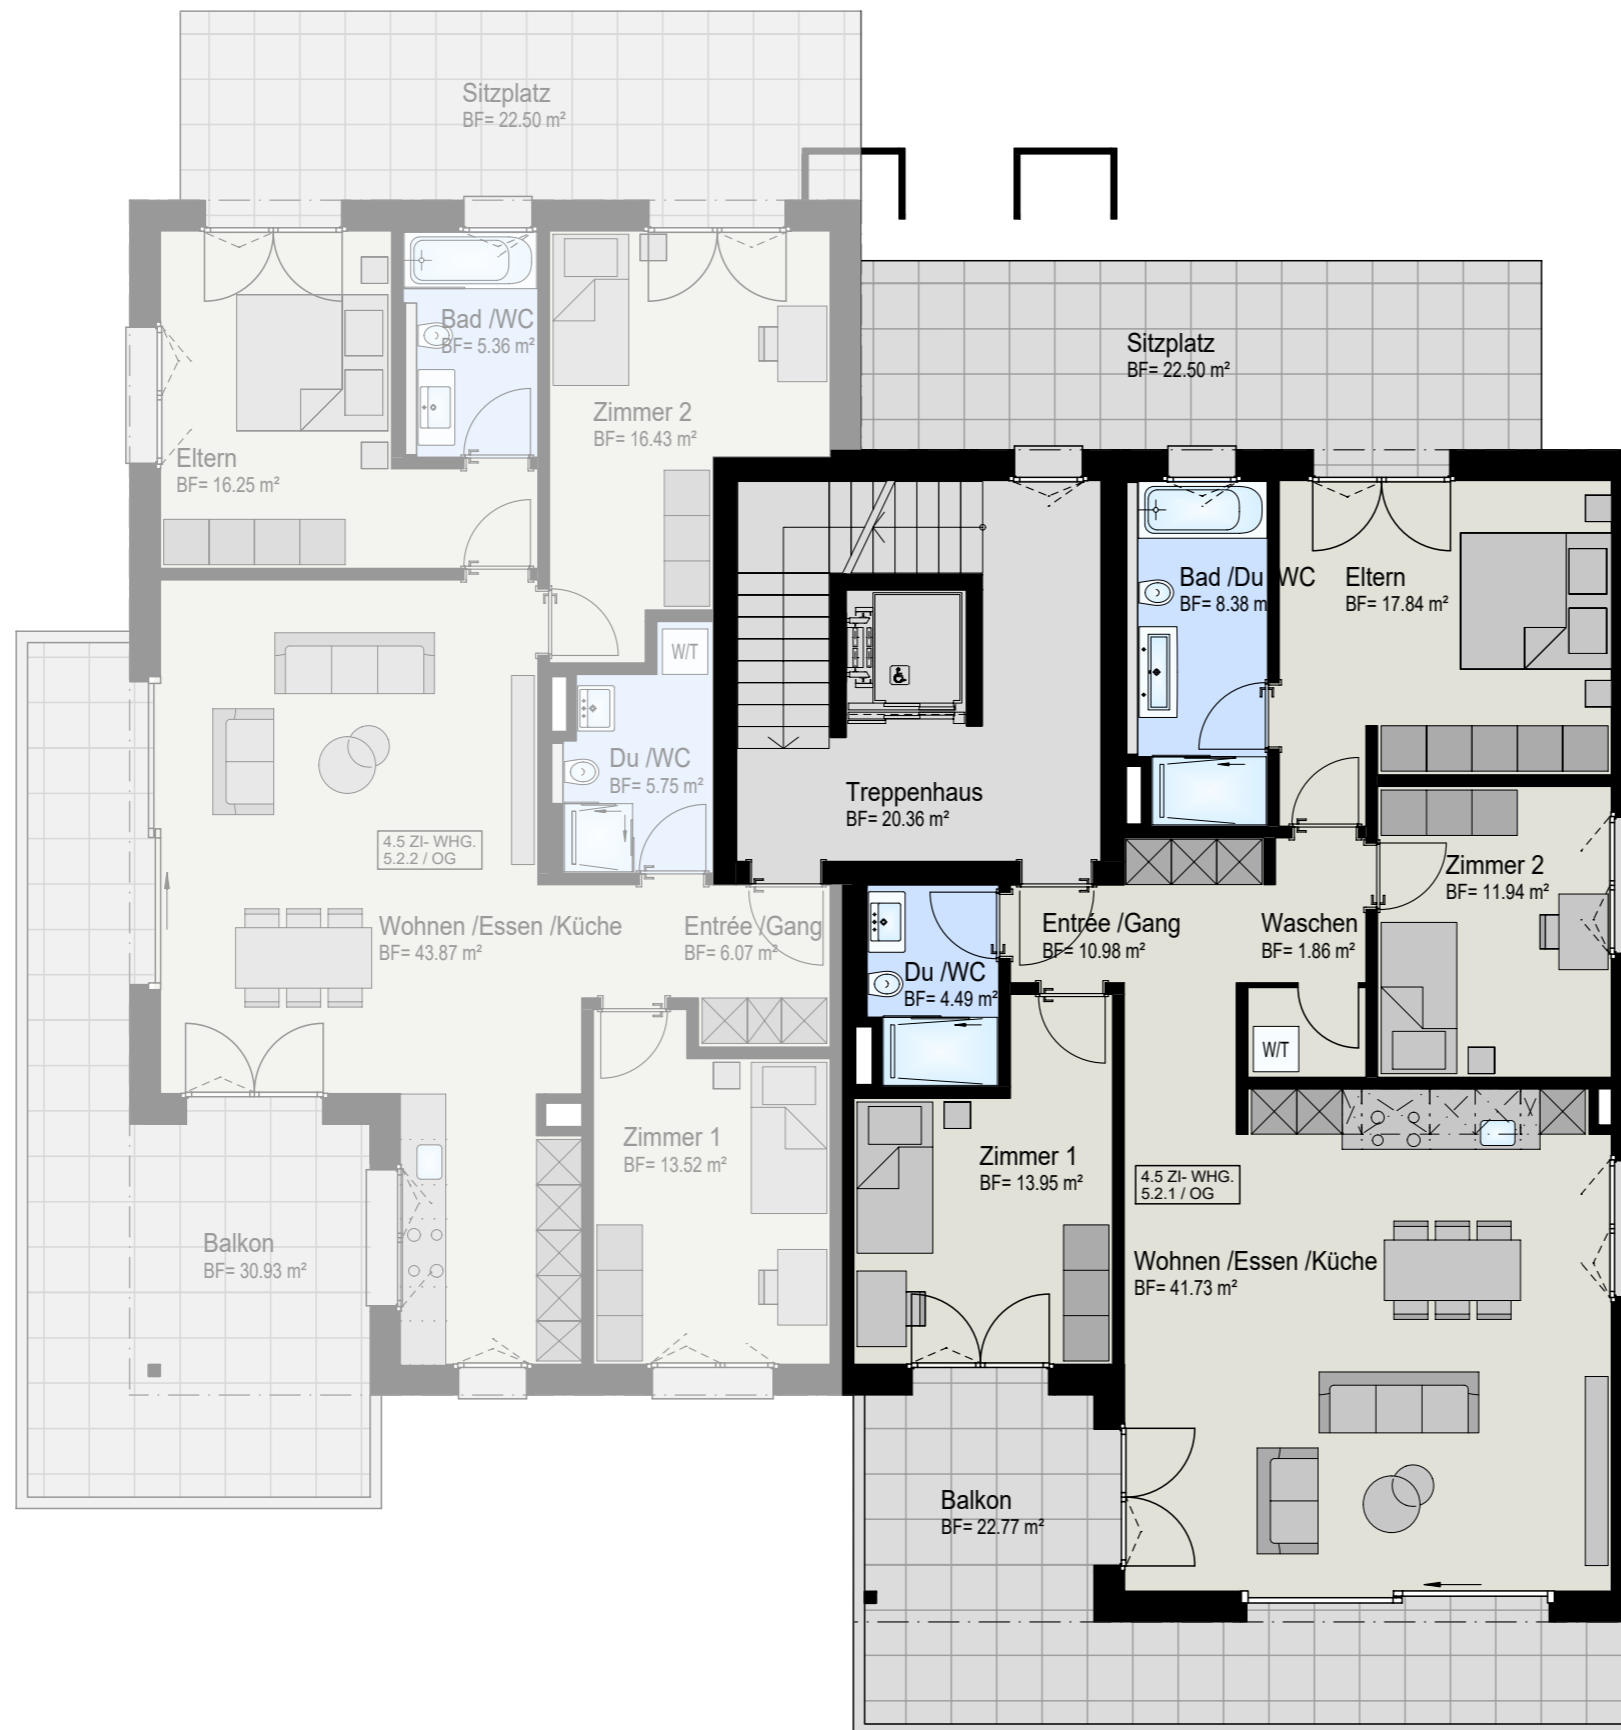 Sitzplatz
BF= 22.50 m²
Bad /WC
BF= 5.36 m²
Zimmer 2
BF= 16.43 m²
Eltern
BF= 16.25 m²
Sitzplatz
BF= 22.50 m²
Bad /Du /WC
BF= 8.38 m
Eltern
BF= 17.84 m²
W/T
Du /WC
BF= 5.75 m²
Treppenhaus
BF= 20.36 m²
4.5 ZI- WHG.
5.2.2 / OG
Zimmer 2
BF= 11.94 m²
Wohnen /Essen /Küche
BF= 43.87 m²
Entrée /Gang
BF= 6.07 m²
Entrée /Gang
BF= 10.98 m²
Waschen
BF= 1.86 m²
Du /WC
BF= 4.49 m²
W/T
Zimmer 1
BF= 13.52 m²
Zimmer 1
BF= 13.95 m²
4.5 ZI- WHG.
5.2.1 / OG
Balkon
BF= 30.93 m²
Wohnen /Essen /Küche
BF= 41.73 m²
Balkon
BF= 22.77 m²